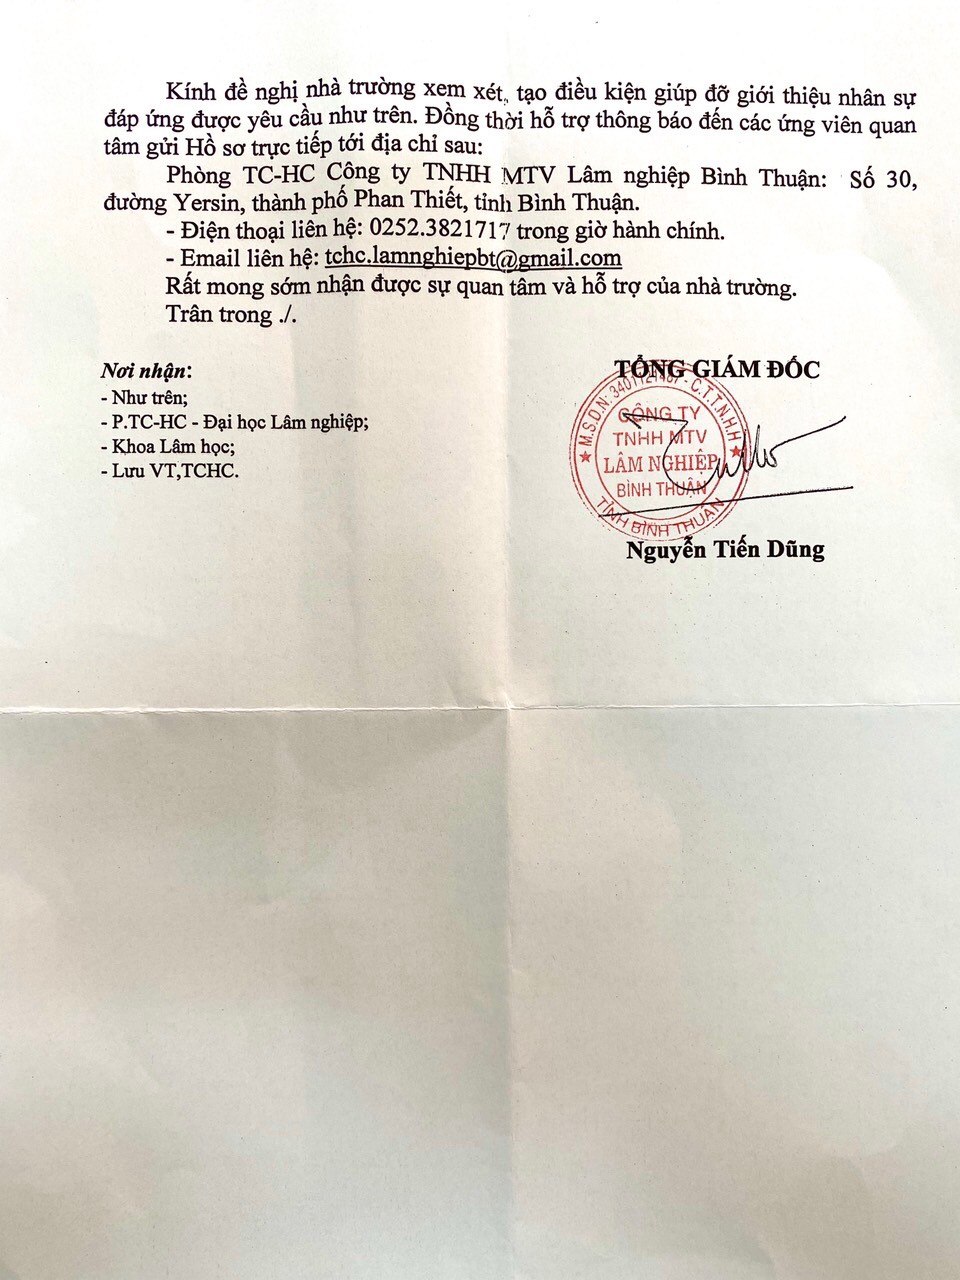 Kính đề nghị nhà trường xem xét, tạo điều kiện giúp đỡ giới thiệu nhân sự
đáp ứng được yêu cầu như trên. Đồng thời hỗ trợ thông báo đến các ứng viên quan
tâm gửi Hồ sơ trực tiếp tới địa chỉ sau:
Phòng TC-HC Công ty TNHH MTV Lâm nghiệp Bình Thuận: Số 30,
đường Yersin, thành phố Phan Thiết, tỉnh Bình Thuận.
- Điện thoại liên hệ: 0252.3821717 trong giờ hành chính.
- Email liên hệ: tchc.lamnghiepbt@gmail.com
Rất mong sớm nhận được sự quan tâm và hỗ trợ của nhà trường.
Trân trong ./.
Nơi nhận:
- Như trên;
- P.TC-HC - Đại học Lâm nghiệp;
- Khoa Lâm học;
- Lưu VT,TCHC.
TỔNG GIÁM ĐỐC
M.S.D.N: - C.T.T.N.H.H
CÔNG TY
TNHH MTV
LÂM NGHIỆP
BÌNH THUẬN
TỈNH BÌNH THUẬN
Nguyễn Tiến Dũng